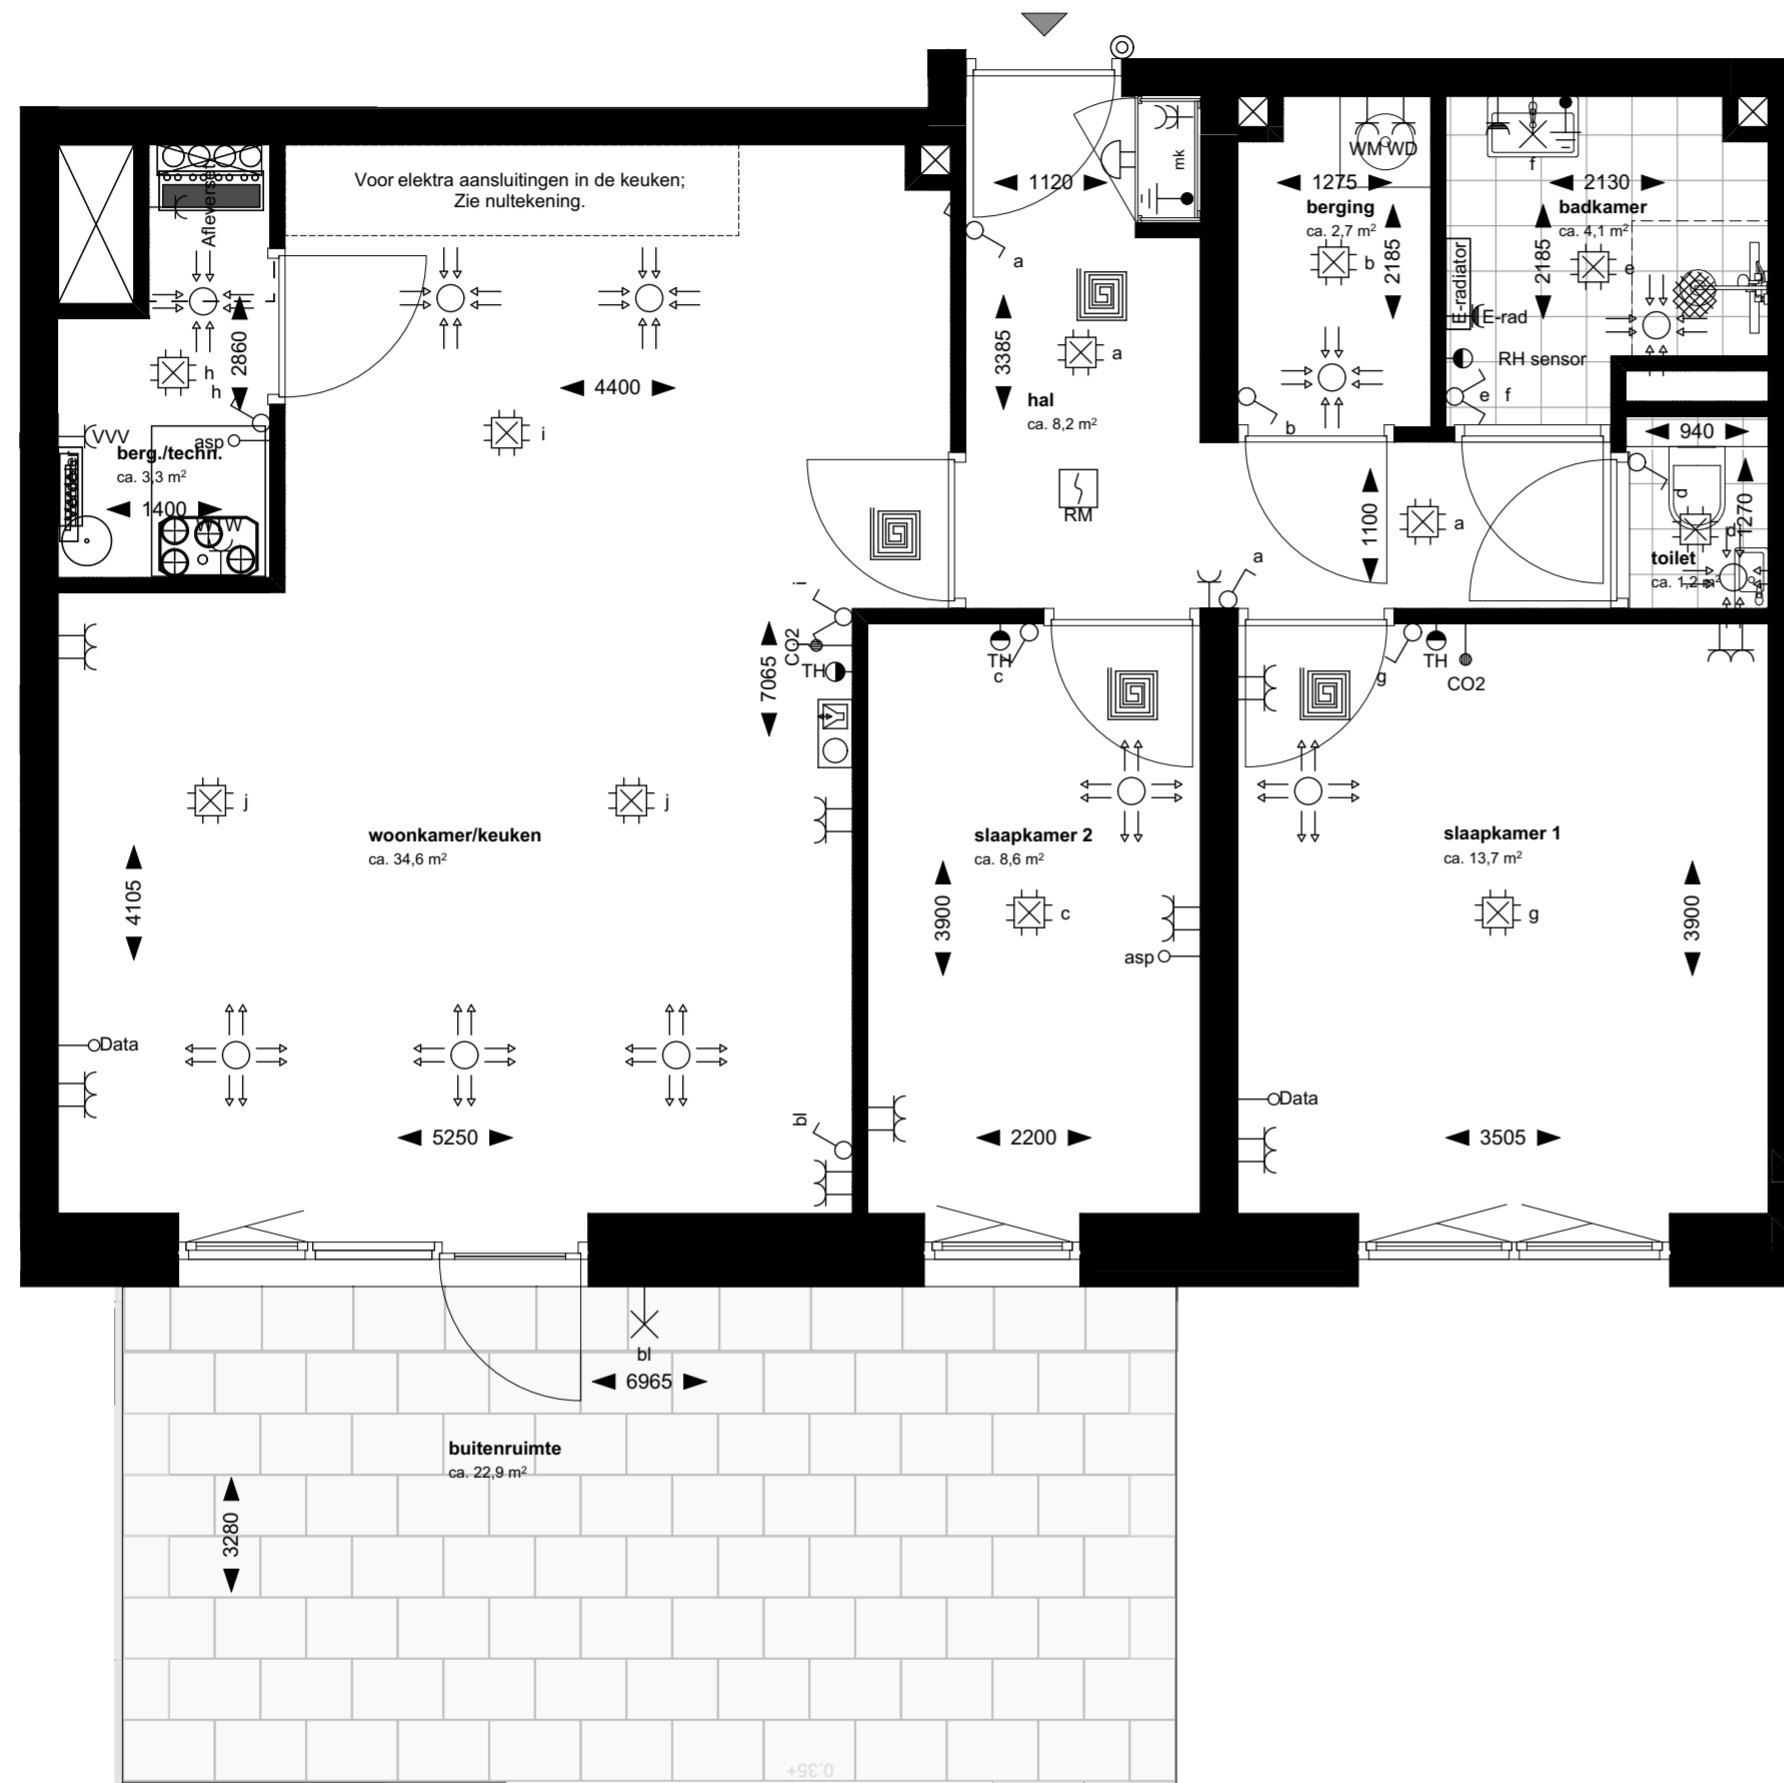 Voor elektra aansluitingen in de keuken;
Zie nultekening.
1120
mk
WM WD
1275
berging
ca. 2,7 m²
2185
b
b
f
2130
badkamer
ca. 4,1 m²
2185
e
E-radiator
E-rad
RH sensor
e f
Afleverset
2860
h
h
VVV
asp
berg./techn.
ca. 3,3 m²
1400
WTW
4400
i
a
3385
a
hal
ca. 8,2 m²
RM
1100
a
a
940
d
1270
d
toilet
ca. 1,2 m²
i
CO2
TH
7065
TH
c
g
TH
CO2
j
j
woonkamer/keuken
ca. 34,6 m²
4105
slaapkamer 2
ca. 8,6 m²
3900
c
asp
slaapkamer 1
ca. 13,7 m²
g
3900
Data
Data
5250
bl
2200
3505
bl
6965
buitenruimte
ca. 22,9 m²
3280
0.35+